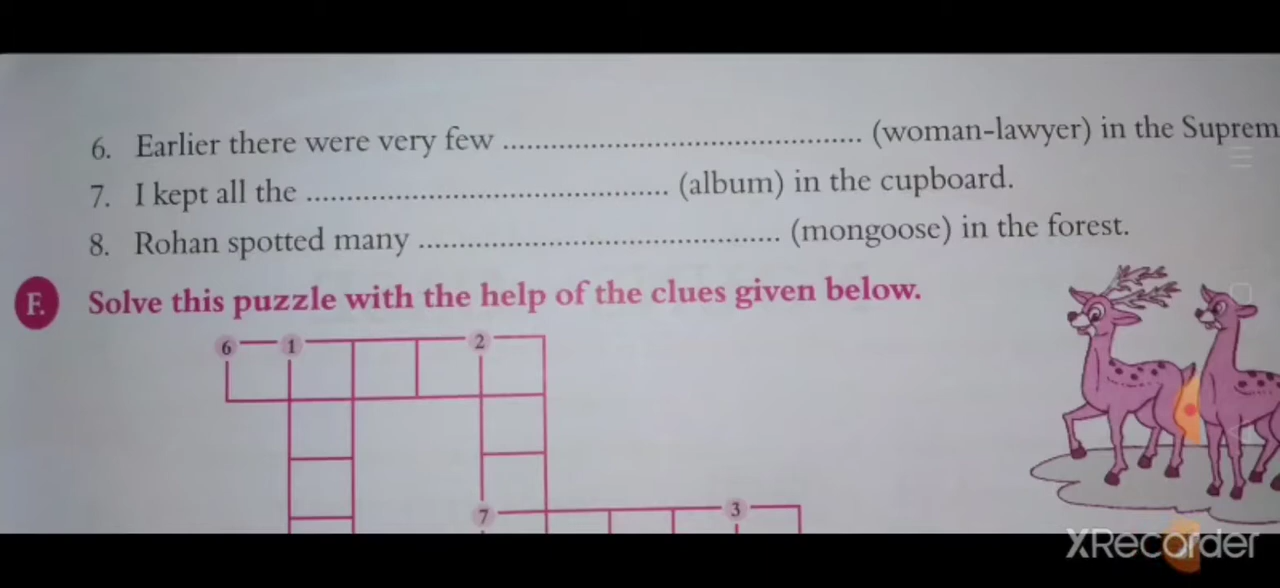 6. Earlier there were very few ........................................ (woman-lawyer) in the Suprem
7. I kept all the ........................................ (album) in the cupboard.
8. Rohan spotted many ........................................ (mongoose) in the forest.
F. Solve this puzzle with the help of the clues given below.
6 1 2
7 3
XRecorder